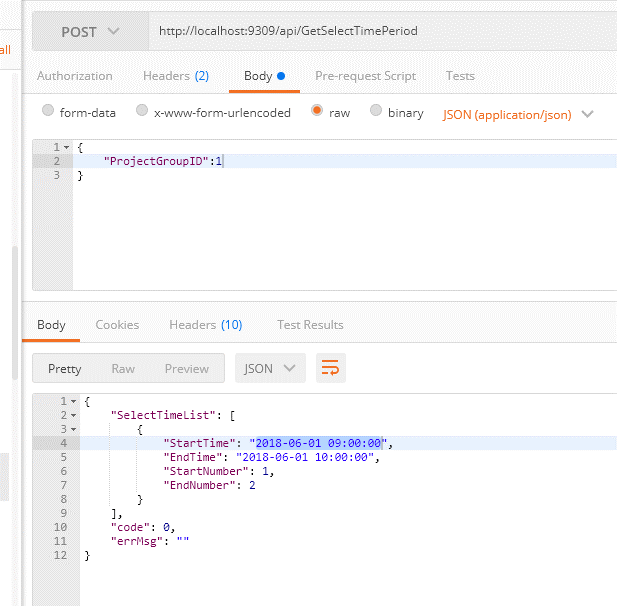 POST http://localhost:9309/api/GetSelectTimePeriod
all
Authorization Headers (2) Body Pre-request Script Tests
form-data x-www-form-urlencoded raw binary JSON (application/json)
1 {
2 "ProjectGroupID":1
3 }
Body Cookies Headers (10) Test Results
Pretty Raw Preview JSON
1 {
2 "SelectTimeList": [
3 {
4 "StartTime": "2018-06-01 09:00:00",
5 "EndTime": "2018-06-01 10:00:00",
6 "StartNumber": 1,
7 "EndNumber": 2
8 }
9 ],
10 "code": 0,
11 "errMsg": ""
12 }